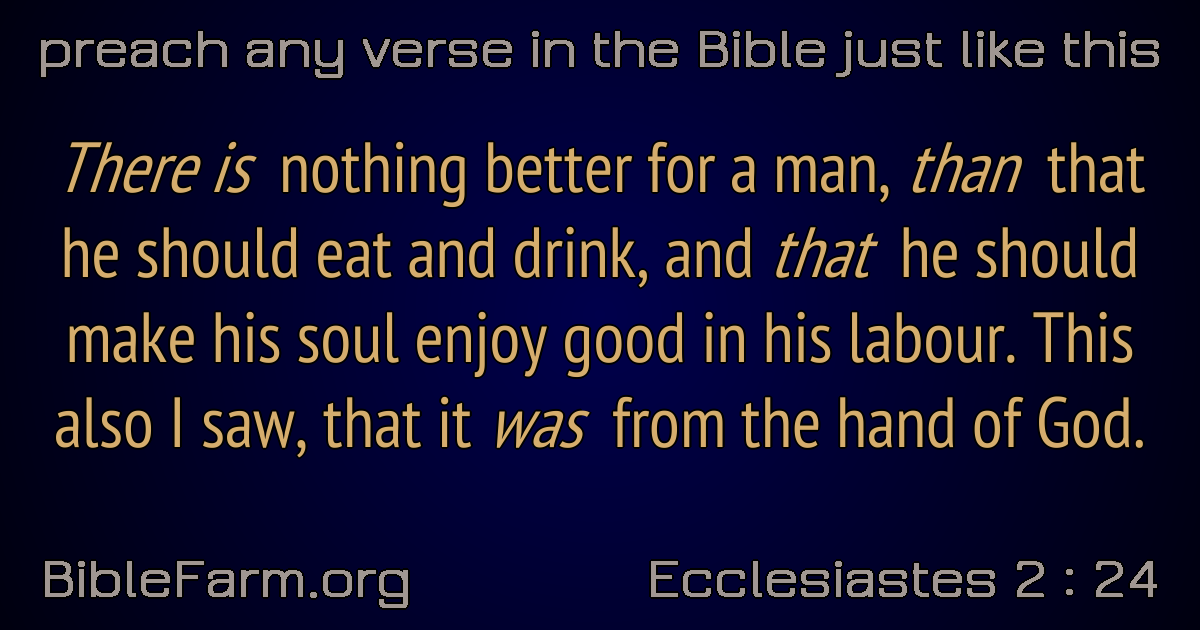 preach any verse in the Bible just like this
There is nothing better for a man, than that
he should eat and drink, and that he should
make his soul enjoy good in his labour. This
also I saw, that it was from the hand of God.
BibleFarm.org
Ecclesiastes 2 : 24